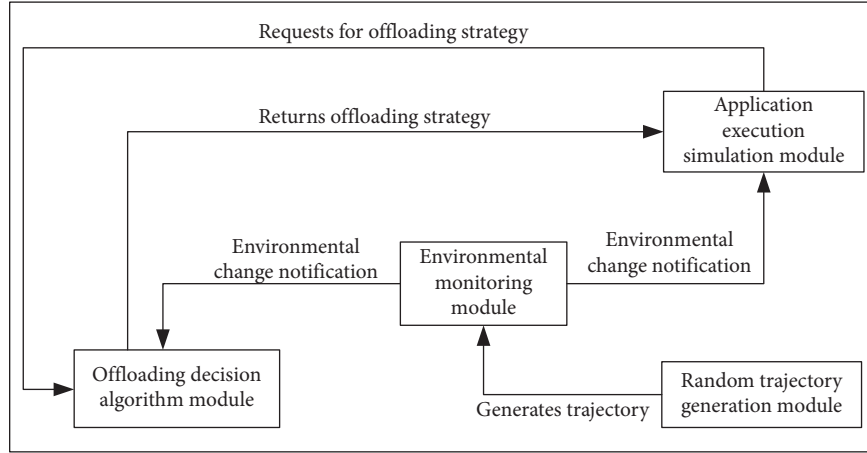 Requests for offloading strategy
Application
execution
simulation module
Returns offloading strategy
Environmental
change notification
Environmental
monitoring
module
Environmental
change notification
Offloading decision
algorithm module
Generates trajectory
Random trajectory
generation module